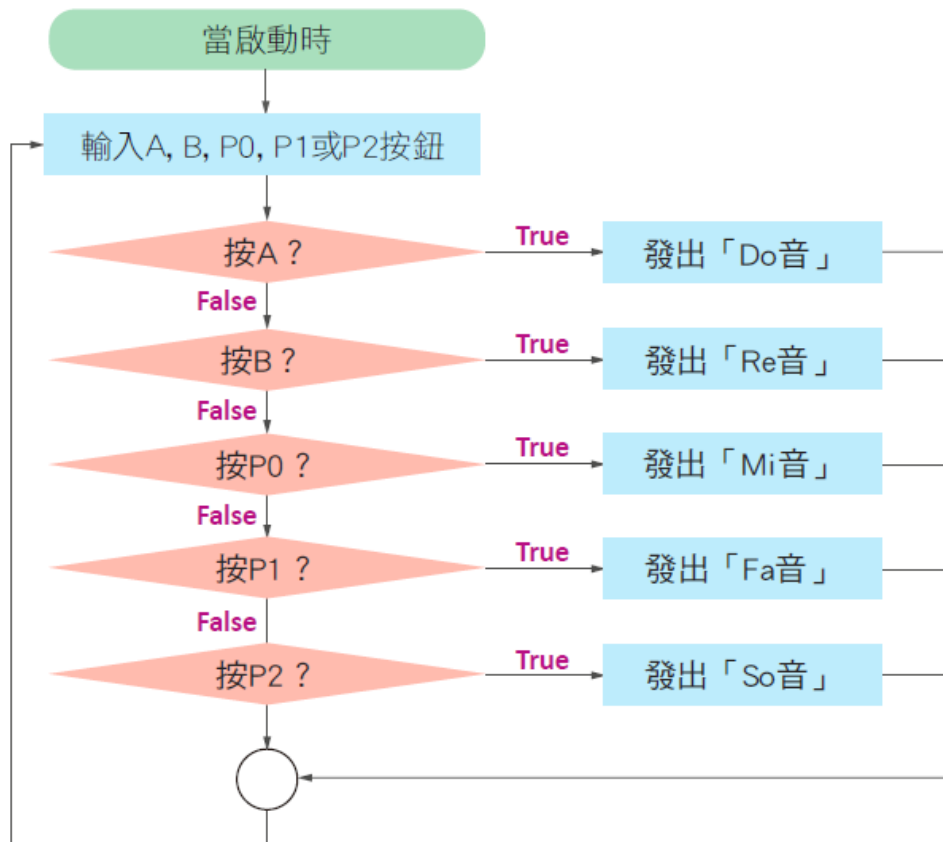 當啟動時
輸入A, B, P0, P1或P2按鈕
按A？
True
發出「Do音」
False
按B？
True
發出「Re音」
False
按P0？
True
發出「Mi音」
False
按P1？
True
發出「Fa音」
False
按P2？
True
發出「So音」